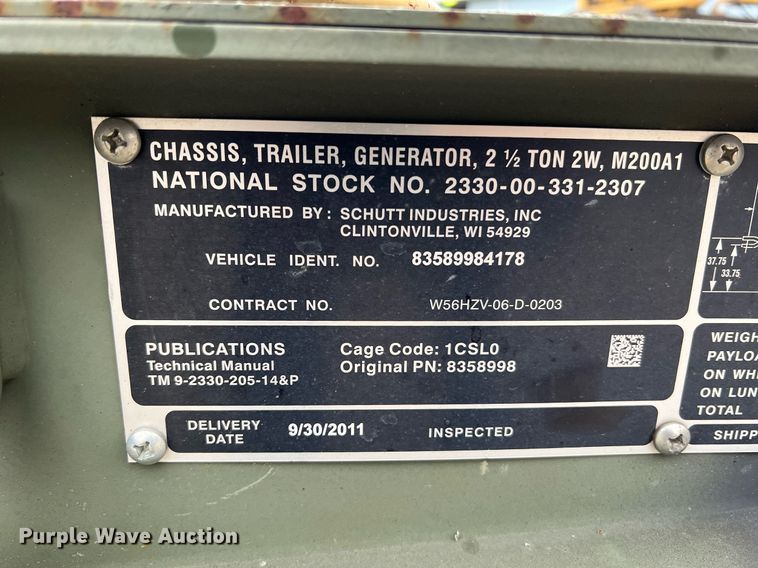 CHASSIS, TRAILER, GENERATOR, 2 ½ TON 2W, M200A1
NATIONAL STOCK NO. 2330-00-331-2307
MANUFACTURED BY: SCHUTT INDUSTRIES, INC
CLINTONVILLE, WI 54929
VEHICLE IDENT. NO. 83589984178
CONTRACT NO. W56HZV-06-D-0203
PUBLICATIONS
Technical Manual
TM 9-2330-205-14&P
Cage Code: 1CSL0
Original PN: 8358998
DELIVERY
DATE
9/30/2011
INSPECTED
37.75
33.75
WEIGH
PAYLOA
ON WH
ON LUN
TOTAL
SHIPP
Purple Wave Auction